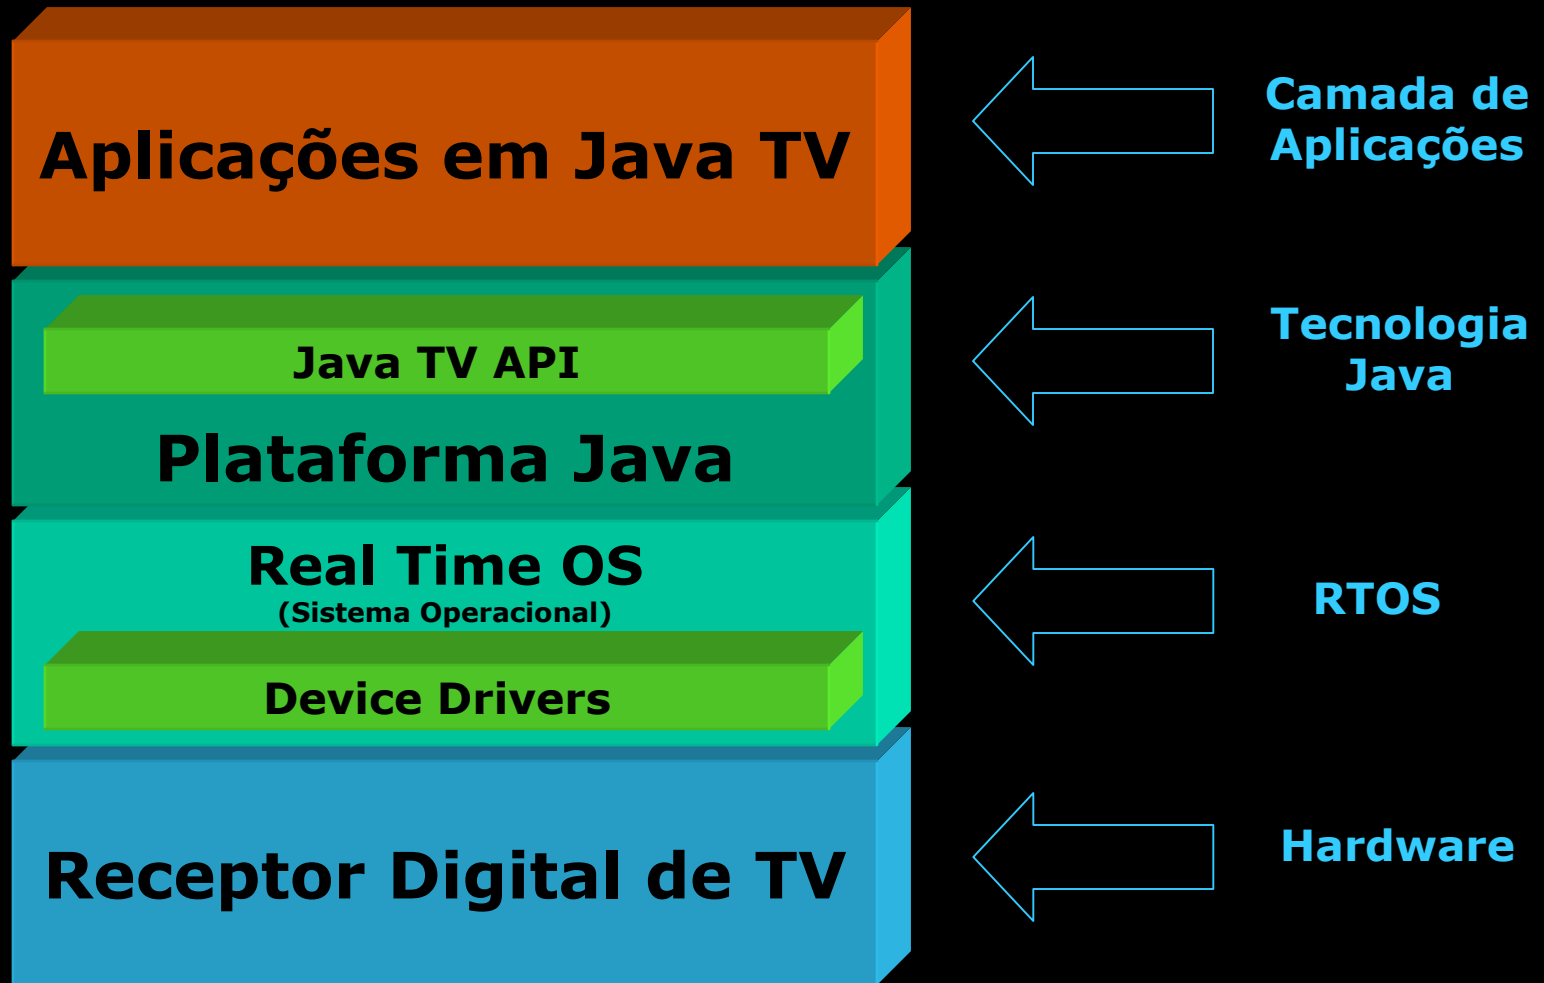 Aplicações em Java TV
Camada de
Aplicações
Java TV API
Plataforma Java
Tecnologia
Java
Real Time OS
(Sistema Operacional)
Device Drivers
RTOS
Receptor Digital de TV
Hardware